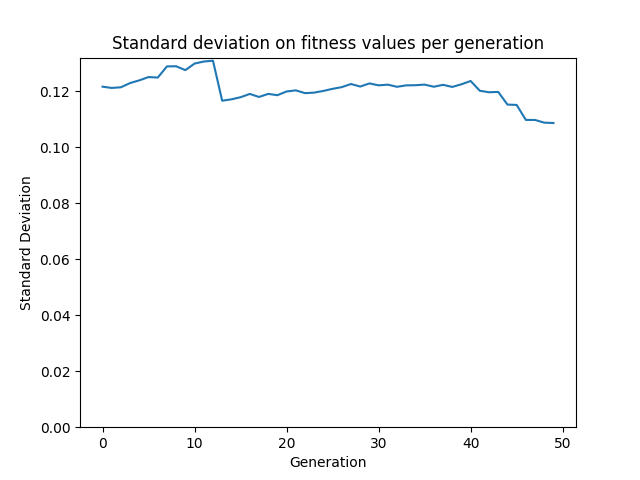 Standard deviation on fitness values per generation
0.12
0.10
0.08
0.06
0.04
0.02
0.00
Standard Deviation
0 10 20 30 40 50
Generation